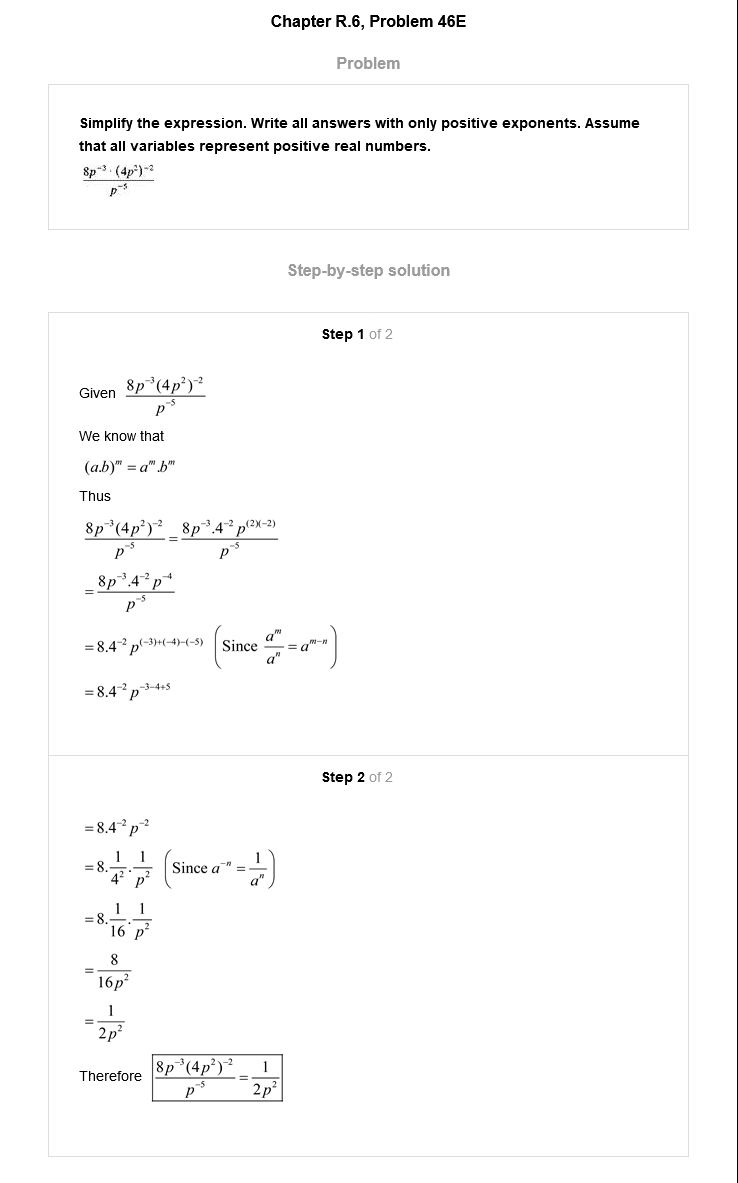 Chapter R.6, Problem 46E
Problem
Simplify the expression. Write all answers with only positive exponents. Assume
that all variables represent positive real numbers.
\frac{8p^{-3} \cdot (4p^2)^{-2}}{p^{-5}}
Step-by-step solution
Step 1 of 2
Given \frac{8p^{-3}(4p^2)^{-2}}{p^{-5}}
We know that
(a.b)^m = a^m.b^m
Thus
\frac{8p^{-3}(4p^2)^{-2}}{p^{-5}} = \frac{8p^{-3}.4^{-2}p^{(2)(-2)}}{p^{-5}}
= \frac{8p^{-3}.4^{-2}p^{-4}}{p^{-5}}
= 8.4^{-2}p^{(-3)+(-4)-(-5)} (Since \frac{a^m}{a^n} = a^{m-n})
= 8.4^{-2}p^{-3-4+5}
Step 2 of 2
= 8.4^{-2}p^{-2}
= 8.\frac{1}{4^2}.\frac{1}{p^2} (Since a^{-n} = \frac{1}{a^n})
= 8.\frac{1}{16}.\frac{1}{p^2}
= \frac{8}{16p^2}
= \frac{1}{2p^2}
Therefore \frac{8p^{-3}(4p^2)^{-2}}{p^{-5}} = \frac{1}{2p^2}